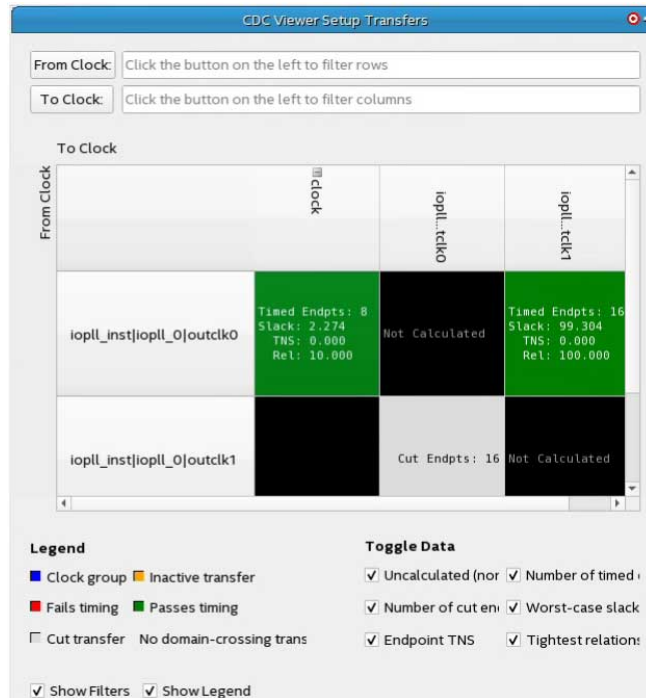 CDC Viewer Setup Transfers
From Clock: Click the button on the left to filter rows
To Clock: Click the button on the left to filter columns
To Clock
From Clock
clock
iopll...tclk0
iopll...tclk1
iopll_inst|iopll_0|outclk0
Timed Endpts: 8
Slack: 2.274
TNS: 0.000
Rel: 10.000
Not Calculated
Timed Endpts: 16
Slack: 99.304
TNS: 0.000
Rel: 100.000
iopll_inst|iopll_0|outclk1
Cut Endpts: 16
Not Calculated
Legend
Clock group Inactive transfer
Fails timing Passes timing
Cut transfer No domain-crossing trans
Toggle Data
Uncalculated (nor Number of timed
Number of cut en Worst-case slack
Endpoint TNS Tightest relations
Show Filters Show Legend